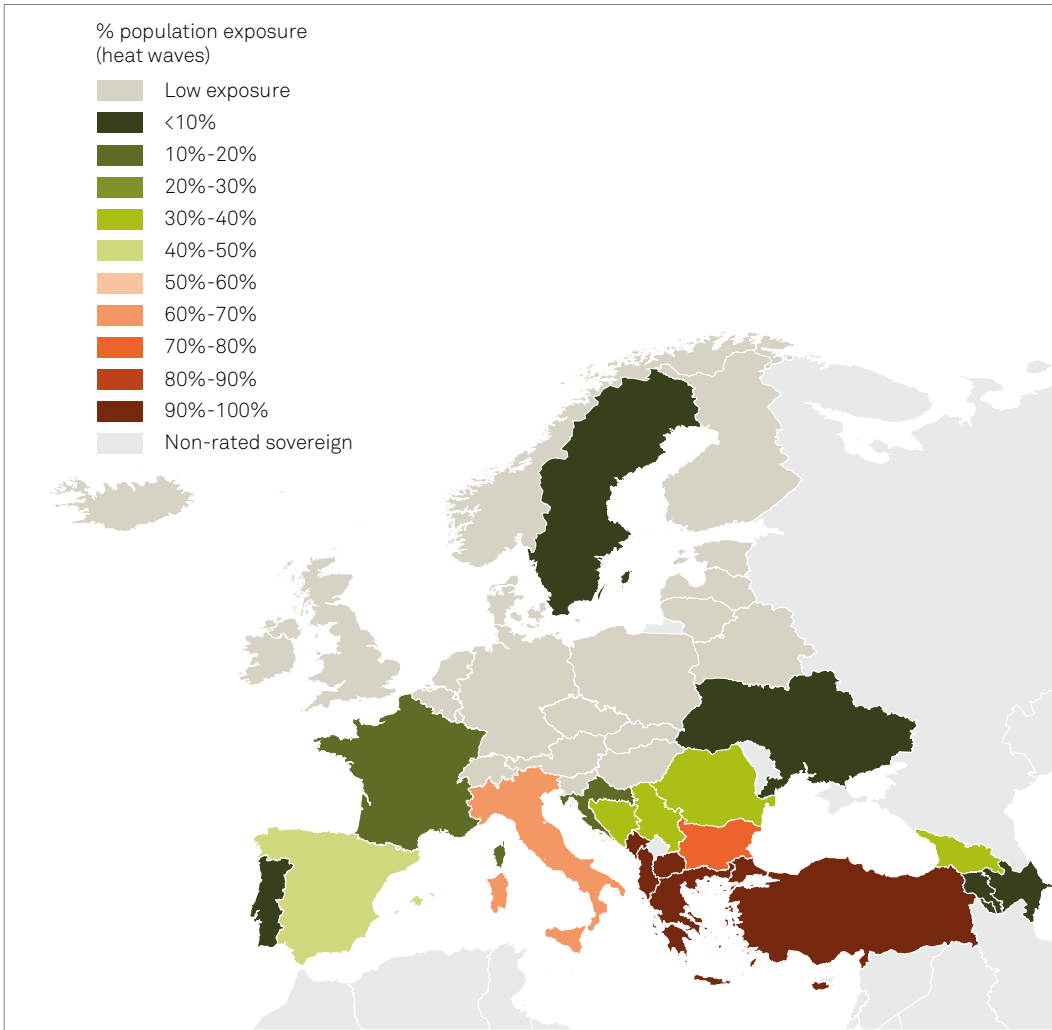 % population exposure
(heat waves)
Low exposure
<10%
10%-20%
20%-30%
30%-40%
40%-50%
50%-60%
60%-70%
70%-80%
80%-90%
90%-100%
Non-rated sovereign